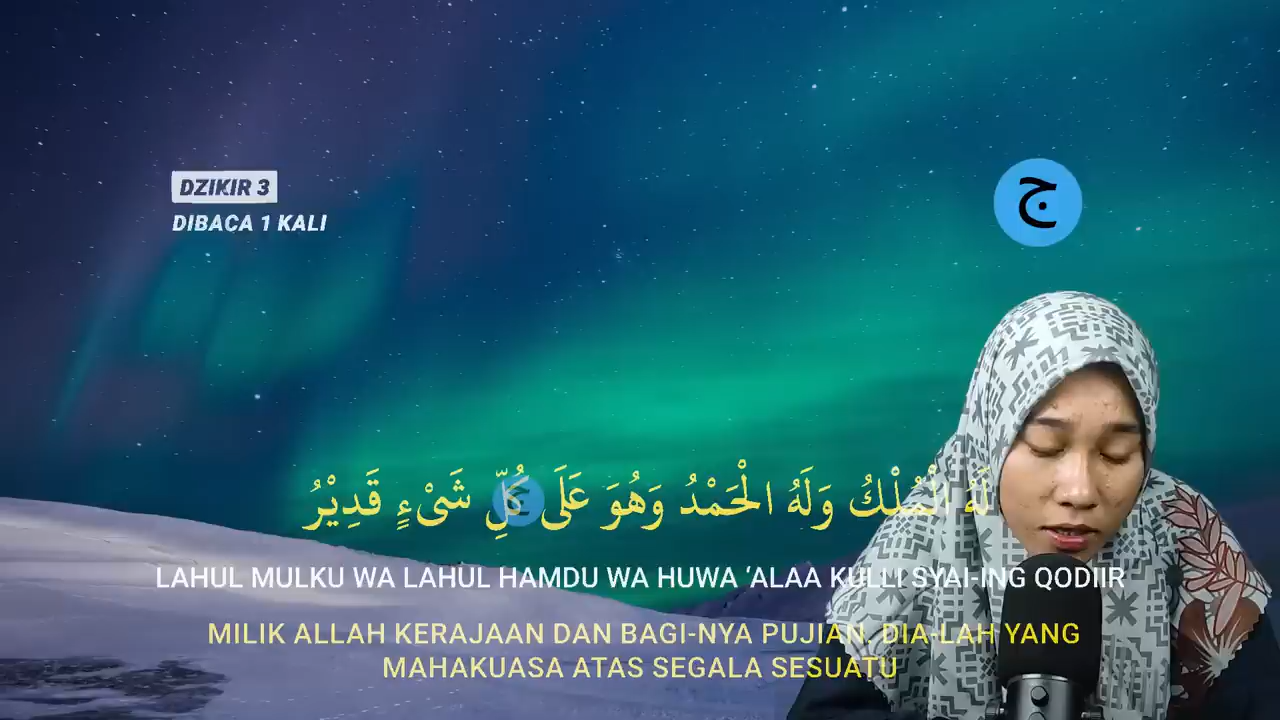 DZIKIR 3
DIBACA 1 KALI
ج
لَهُ الْمُلْكُ وَلَهُ الْحَمْدُ وَهُوَ عَلَى كُلِّ شَىْءٍ قَدِيْرُ
LAHUL MULKU WA LAHUL HAMDU WA HUWA ‘ALAA KULLI SYAI-ING QODIIR
MILIK ALLAH KERAJAAN DAN BAGI-NYA PUJIAN, DIA-LAH YANG
MAHAKUASA ATAS SEGALA SESUATU